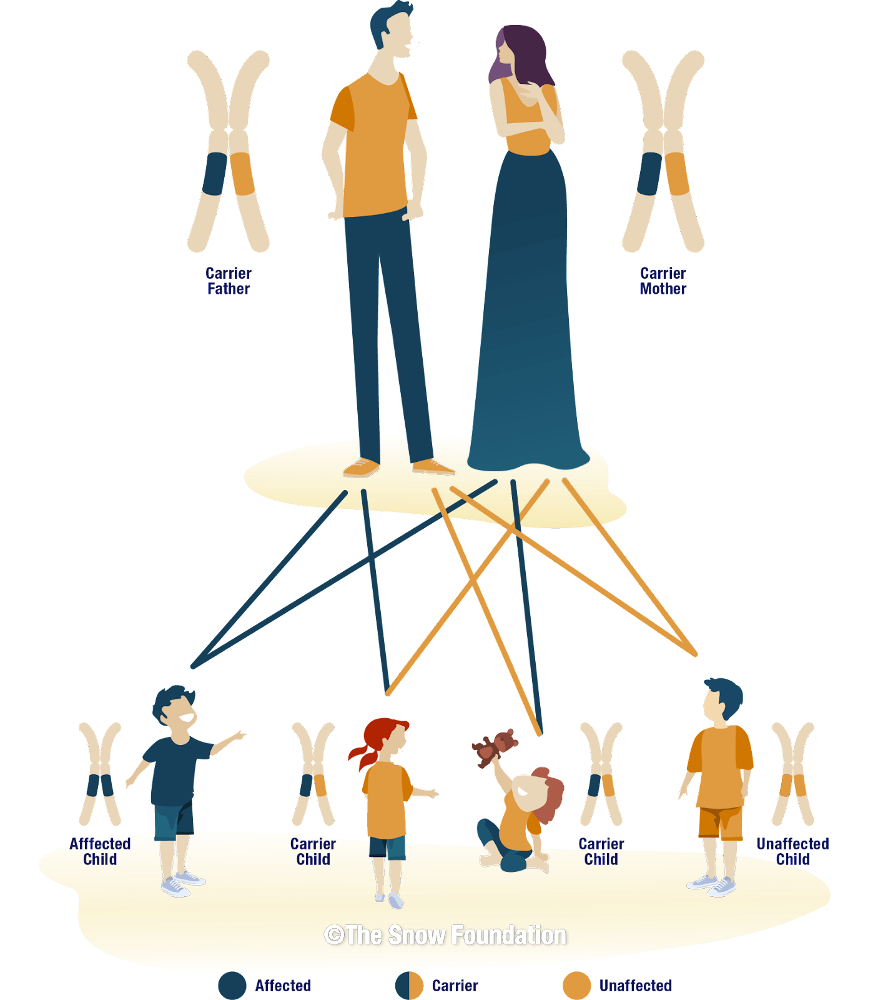 Carrier
Father
Carrier
Mother
Afffected
Child
Carrier
Child
Carrier
Child
Unaffected
Child
©The Snow Foundation
Affected
Carrier
Unaffected